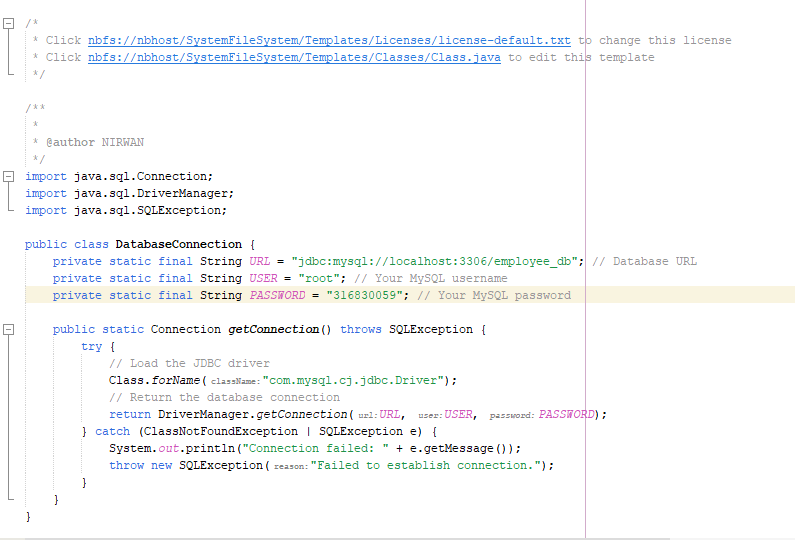 /*
 * Click nbfs://nbhost/SystemFileSystem/Templates/Licenses/license-default.txt to change this license
 * Click nbfs://nbhost/SystemFileSystem/Templates/Classes/Class.java to edit this template
 */
/**
 *
 * @author NIRWAN
 */
import java.sql.Connection;
import java.sql.DriverManager;
import java.sql.SQLException;
public class DatabaseConnection {
    private static final String URL = "jdbc:mysql://localhost:3306/employee_db"; // Database URL
    private static final String USER = "root"; // Your MySQL username
    private static final String PASSWORD = "316830059"; // Your MySQL password
    public static Connection getConnection() throws SQLException {
        try {
            // Load the JDBC driver
            Class.forName( className: "com.mysql.cj.jdbc.Driver");
            // Return the database connection
            return DriverManager.getConnection( url: URL, user: USER, password: PASSWORD);
        } catch (ClassNotFoundException | SQLException e) {
            System.out.println("Connection failed: " + e.getMessage());
            throw new SQLException( reason: "Failed to establish connection.");
        }
    }
}